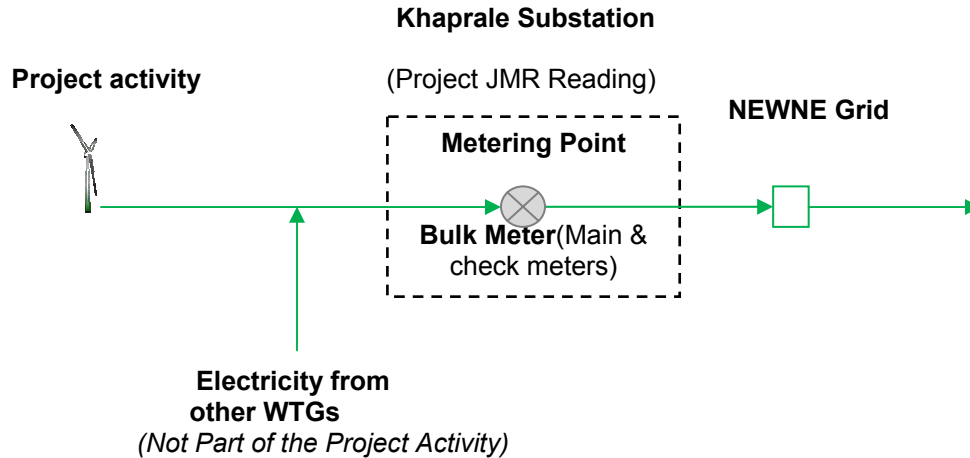 Khaprale Substation
Project activity
(Project JMR Reading)
NEWNE Grid
Metering Point
Bulk Meter(Main &
check meters)
Electricity from
other WTGs
(Not Part of the Project Activity)